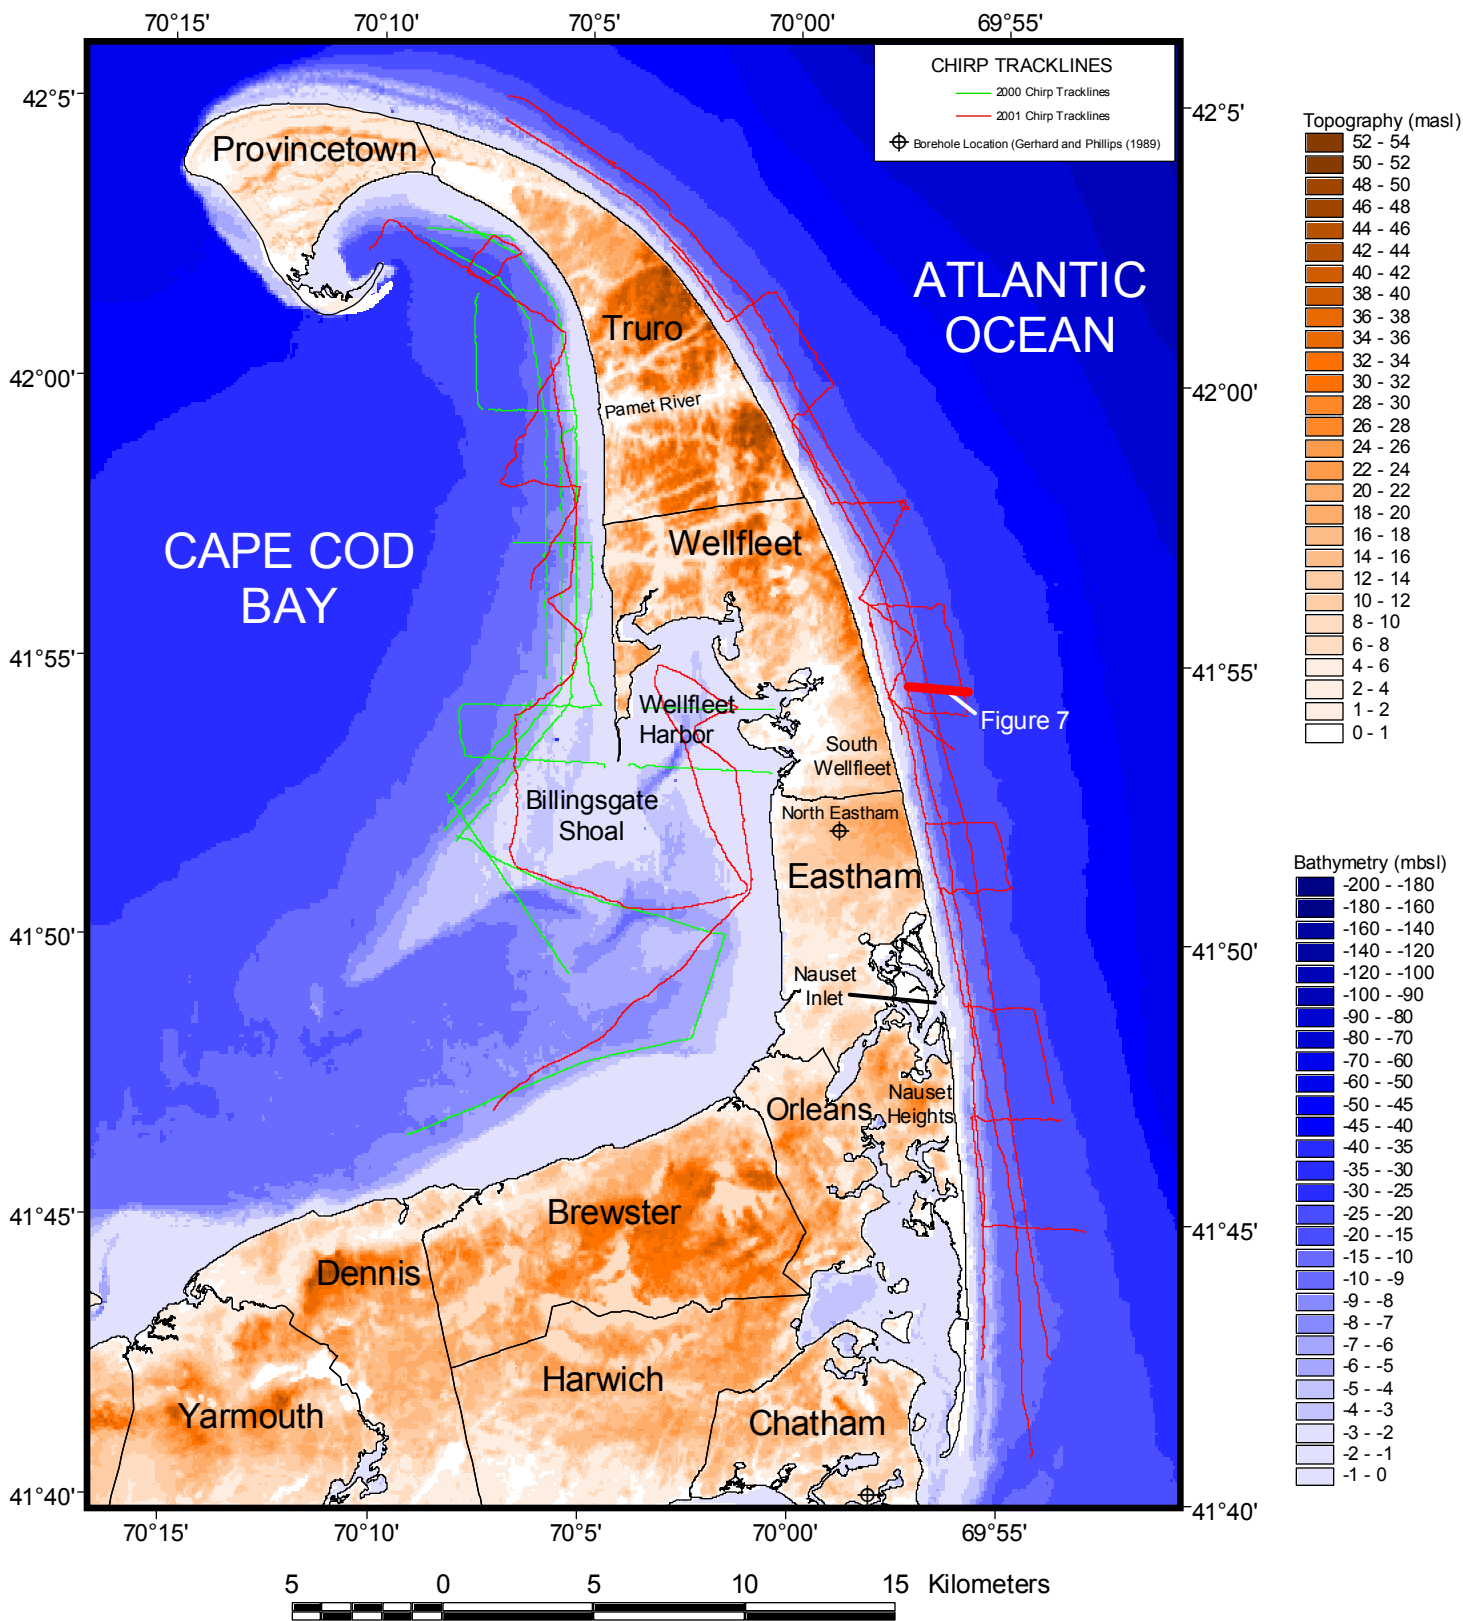 70°15' 70°10' 70°5' 70°00' 69°55'
CHIRP TRACKLINES
2000 Chirp Tracklines
2001 Chirp Tracklines
Borehole Location (Gerhard and Phillips (1989)
42°5'
42°00'
41°55'
41°50'
41°45'
41°40'
Provincetown
Truro
Pamet River
Wellfleet
ATLANTIC
OCEAN
CAPE COD
BAY
Wellfleet
Harbor
Figure 7
South
Wellfleet
Billingsgate
Shoal
North Eastham
Eastham
Nauset
Inlet
Nauset
Heights
Orleans
Brewster
Dennis
Harwich
Yarmouth
Chatham
42°5'
42°00'
41°55'
41°50'
41°45'
41°40'
70°15' 70°10' 70°5' 70°00' 69°55'
5 0 5 10 15 Kilometers
Topography (masl)
52 - 54
50 - 52
48 - 50
46 - 48
44 - 46
42 - 44
40 - 42
38 - 40
36 - 38
34 - 36
32 - 34
30 - 32
28 - 30
26 - 28
24 - 26
22 - 24
20 - 22
18 - 20
16 - 18
14 - 16
12 - 14
10 - 12
8 - 10
6 - 8
4 - 6
2 - 4
1 - 2
0 - 1
Bathymetry (mbsl)
-200 - -180
-180 - -160
-160 - -140
-140 - -120
-120 - -100
-100 - -90
-90 - -80
-80 - -70
-70 - -60
-60 - -50
-50 - -45
-45 - -40
-40 - -35
-35 - -30
-30 - -25
-25 - -20
-20 - -15
-15 - -10
-10 - -9
-9 - -8
-8 - -7
-7 - -6
-6 - -5
-5 - -4
-4 - -3
-3 - -2
-2 - -1
-1 - 0